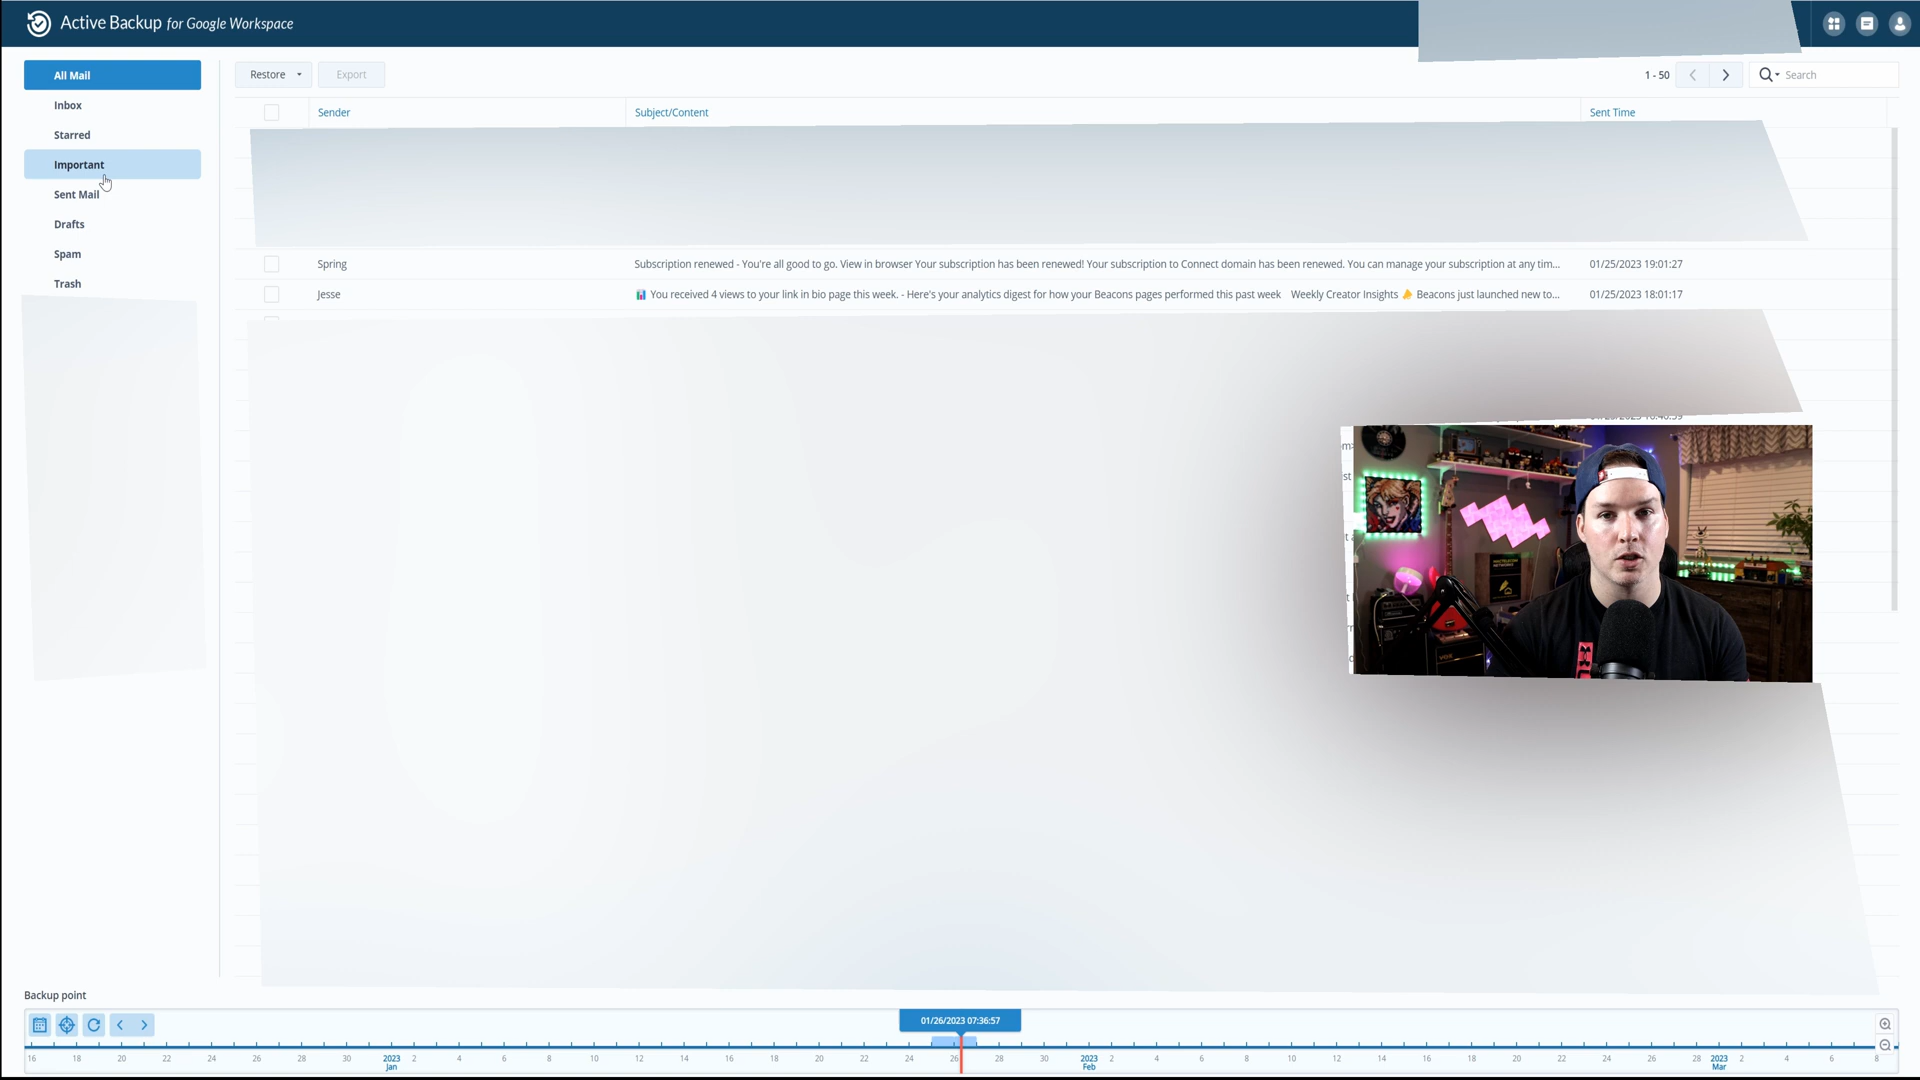 Active Backup for Google Workspace
All Mail
Inbox
Starred
Important
Sent Mail
Drafts
Spam
Trash
Restore
Export
1 - 50
Search
Sender
Subject/Content
Sent Time
Spring
Subscription renewed - You're all good to go. View in browser Your subscription has been renewed! Your subscription to Connect domain has been renewed. You can manage your subscription at any tim...
01/25/2023 19:01:27
Jesse
📊 You received 4 views to your link in bio page this week. - Here's your analytics digest for how your Beacons pages performed this past week Weekly Creator Insights 🔔 Beacons just launched new to...
01/25/2023 18:01:17
VOX
Backup point
01/26/2023 07:36:57
16 18 20 22 24 26 28 30 2023 2 4 6 8 10 12 14 16 18 20 22 24 26 28 30 2023 2 4 6 8 10 12 14 16 18 20 22 24 26 28 2023 2 4 6 8
Jan Feb Mar